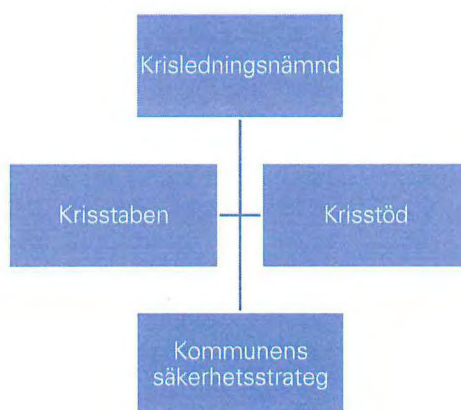 Krisledningsnämnd
Krisstaben
Krisstöd
Kommunens
säkerhetsstrateg